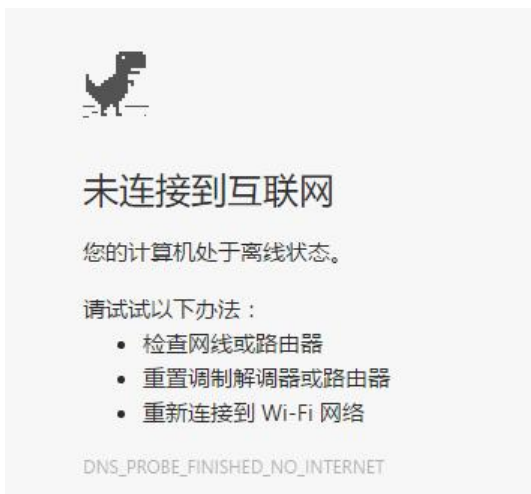 未连接到互联网
您的计算机处于离线状态。
请试试以下办法：
• 检查网线或路由器
• 重置调制解调器或路由器
• 重新连接到 Wi-Fi 网络
DNS_PROBE_FINISHED_NO_INTERNET